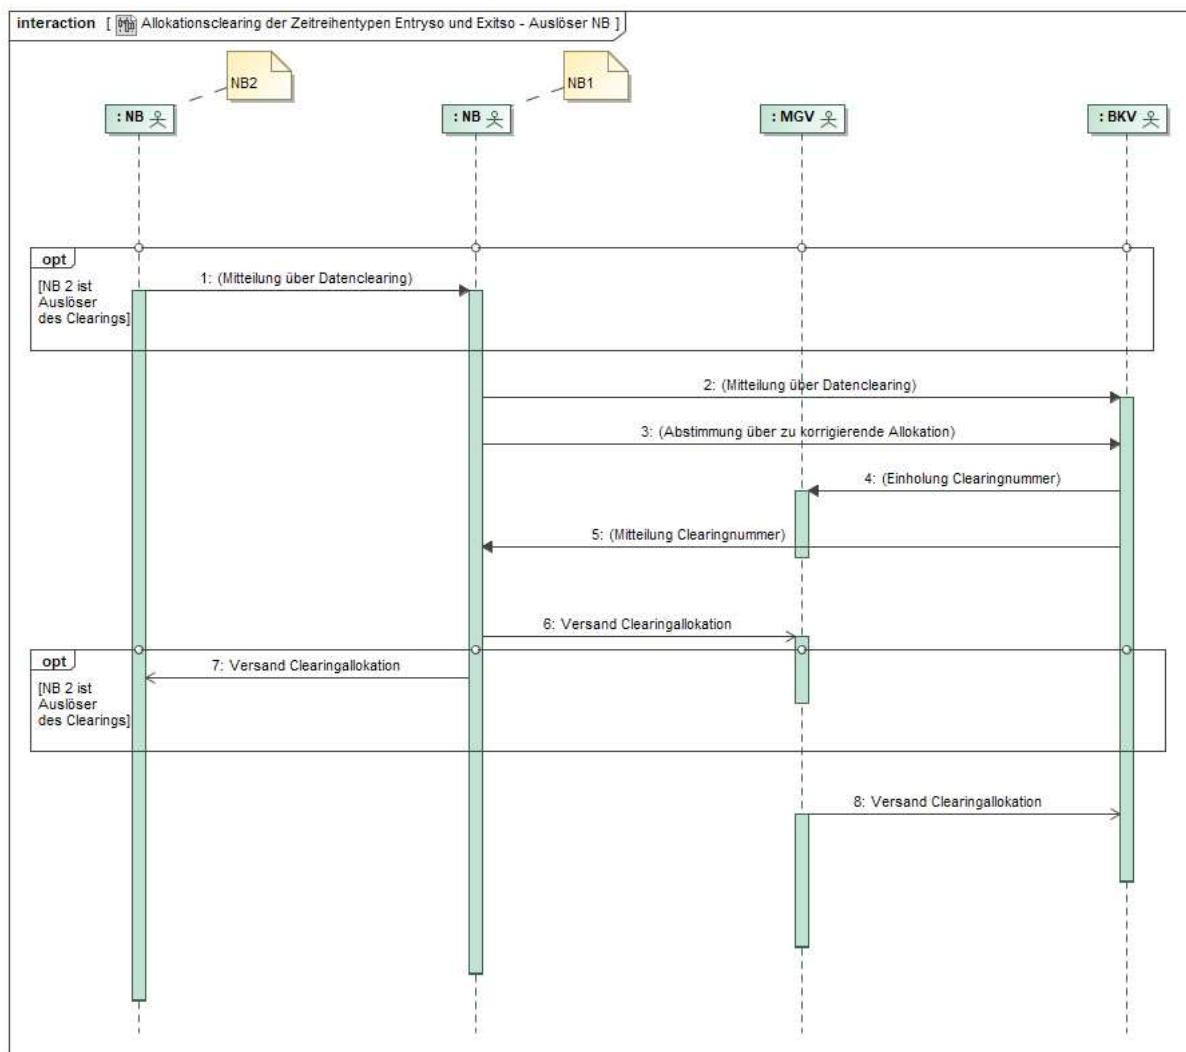 interaction [ Allokationsclearing der Zeitreihentypen Entryso und Exitso - Auslöser NB ]
NB2
NB1
: NB
: NB
: MGV
: BKV
opt
[NB 2 ist
Auslöser
des Clearings]
1: (Mitteilung über Datenclearing)
2: (Mitteilung über Datenclearing)
3: (Abstimmung über zu korrigierende Allokation)
4: (Einholung Clearingnummer)
5: (Mitteilung Clearingnummer)
6: Versand Clearingallokation
opt
[NB 2 ist
Auslöser
des Clearings]
7: Versand Clearingallokation
8: Versand Clearingallokation